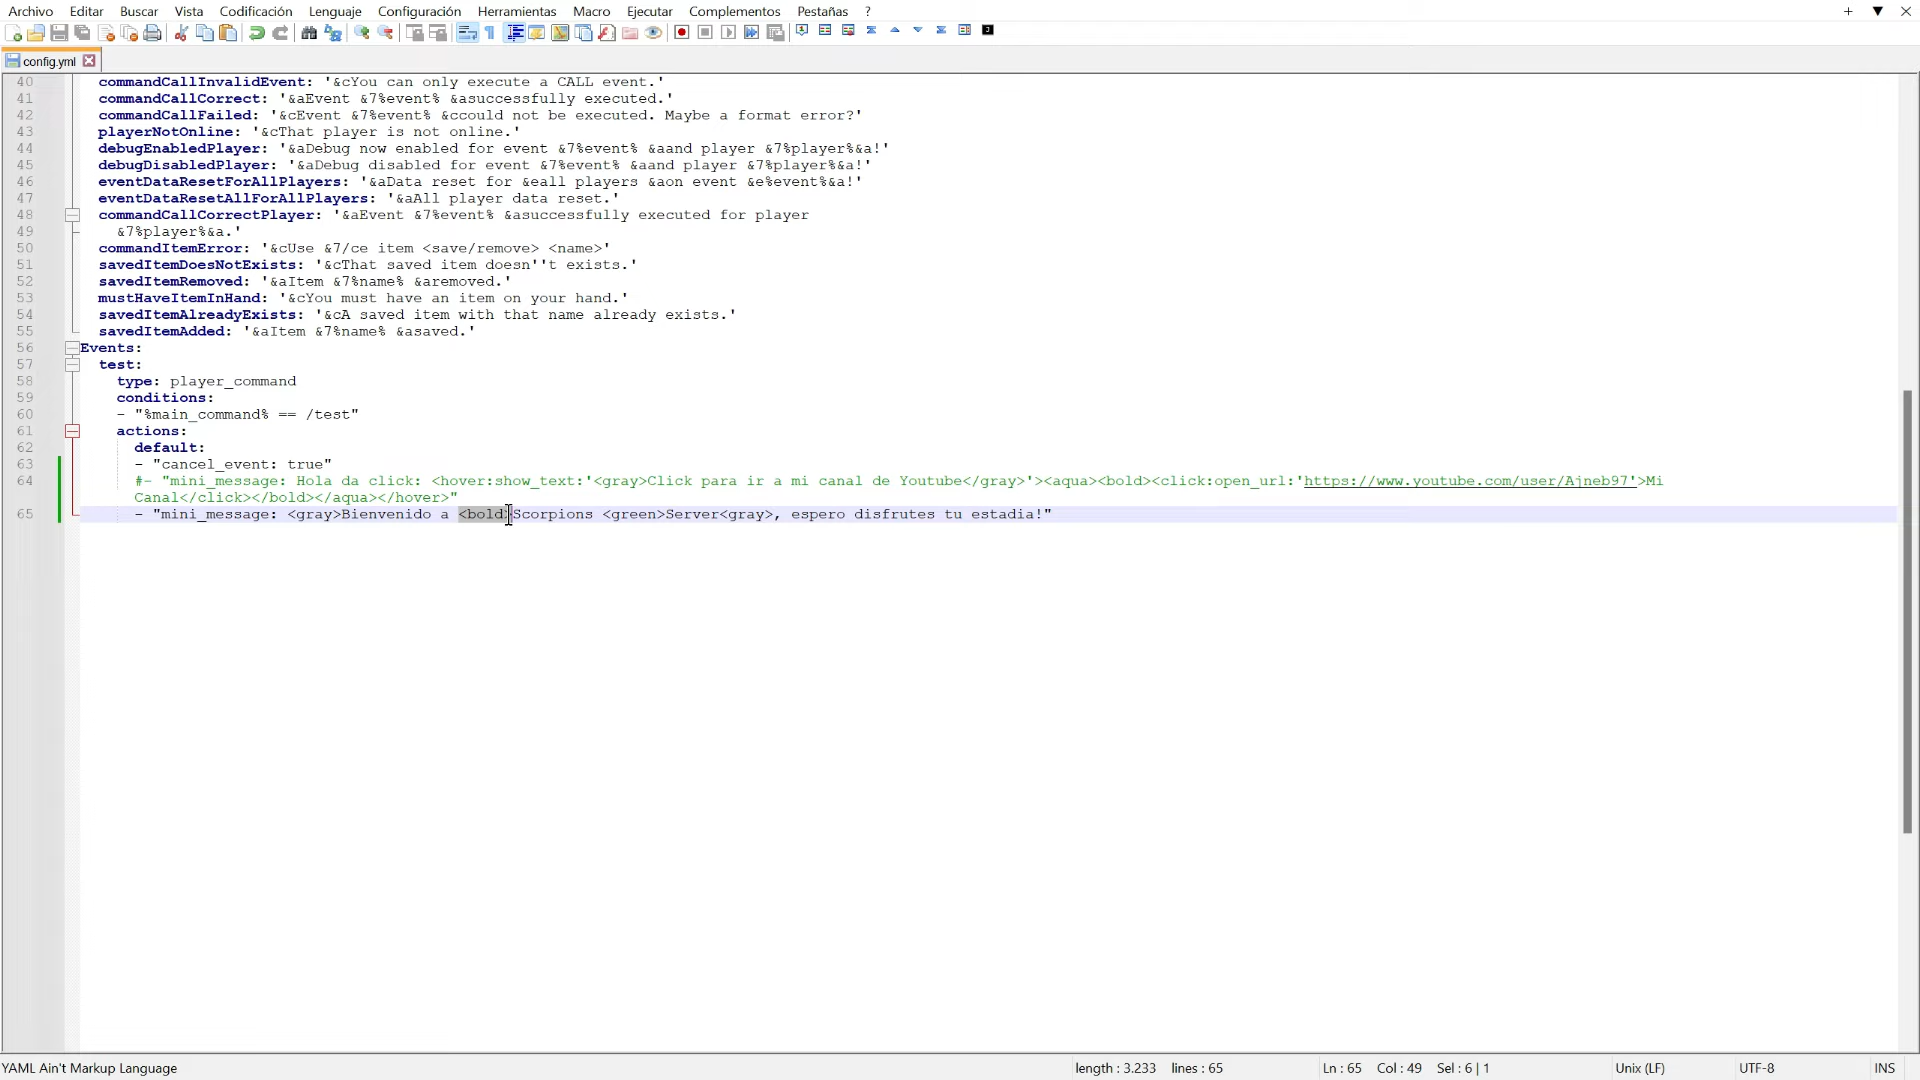 Archivo Editar Buscar Vista Codificación Lenguaje Configuración Herramientas Macro Ejecutar Complementos Pestañas ? + ▼ ✕
config.yml
40 commandCallInvalidEvent: '&cYou can only execute a CALL event.'
41 commandCallCorrect: '&aEvent &7%event% &asuccessfully executed.'
42 commandCallFailed: '&cEvent &7%event% &ccould not be executed. Maybe a format error?'
43 playerNotOnline: '&cThat player is not online.'
44 debugEnabledPlayer: '&aDebug now enabled for event &7%event% &aand player &7%player%&a!'
45 debugDisabledPlayer: '&aDebug disabled for event &7%event% &aand player &7%player%&a!'
46 eventDataResetForAllPlayers: '&aData reset for &eall players &aon event &e%event%&a!'
47 eventDataResetAllForAllPlayers: '&aAll player data reset.'
48 commandCallCorrectPlayer: '&aEvent &7%event% &asuccessfully executed for player
49 &7%player%&a.'
50 commandItemError: '&cUse &7/ce item <save/remove> <name>'
51 savedItemDoesNotExists: '&cThat saved item doesn''t exists.'
52 savedItemRemoved: '&aItem &7%name% &aremoved.'
53 mustHaveItemInHand: '&cYou must have an item on your hand.'
54 savedItemAlreadyExists: '&cA saved item with that name already exists.'
55 savedItemAdded: '&aItem &7%name% &asaved.'
56 Events:
57 test:
58 type: player_command
59 conditions:
60 - "%main_command% == /test"
61 actions:
62 default:
63 - "cancel_event: true"
64 #- "mini_message: Hola da click: <hover:show_text:'<gray>Click para ir a mi canal de Youtube</gray>'><aqua><bold><click:open_url:'https://www.youtube.com/user/Ajneb97'>Mi
Canal</click></bold></aqua></hover>"
65 - "mini_message: <gray>Bienvenido a <bold>Scorpions <green>Server<gray>, espero disfrutes tu estadia!"
YAML Ain't Markup Language length : 3.233 lines : 65 Ln : 65 Col : 49 Sel : 6 | 1 Unix (LF) UTF-8 INS